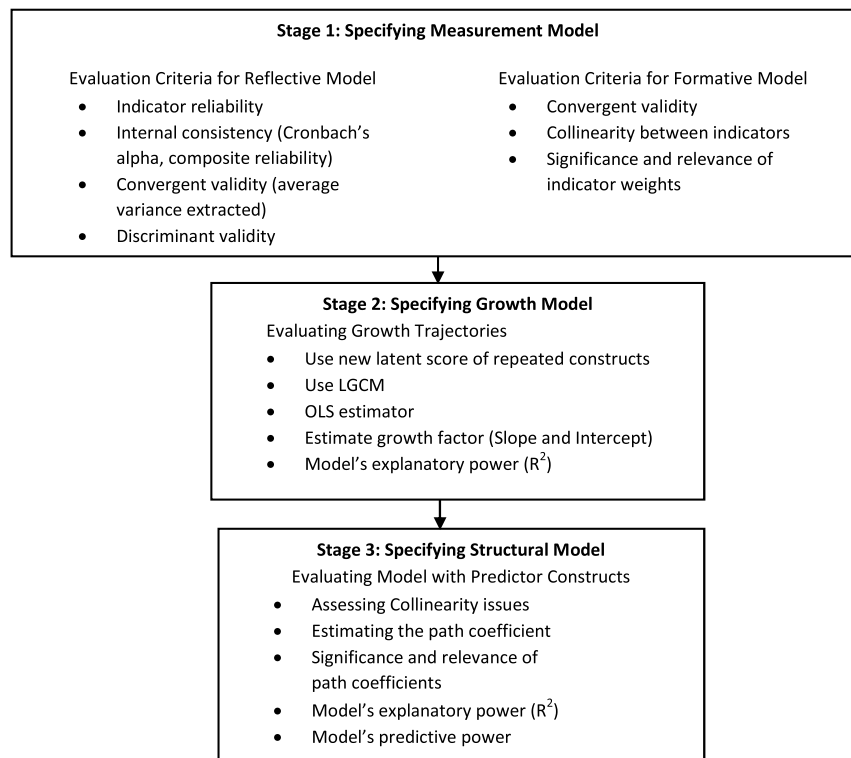 Stage 1: Specifying Measurement Model
Evaluation Criteria for Reflective Model
• Indicator reliability
• Internal consistency (Cronbach’s
alpha, composite reliability)
• Convergent validity (average
variance extracted)
• Discriminant validity
Evaluation Criteria for Formative Model
• Convergent validity
• Collinearity between indicators
• Significance and relevance of
indicator weights
Stage 2: Specifying Growth Model
Evaluating Growth Trajectories
• Use new latent score of repeated constructs
• Use LGCM
• OLS estimator
• Estimate growth factor (Slope and Intercept)
• Model’s explanatory power (R²)
Stage 3: Specifying Structural Model
Evaluating Model with Predictor Constructs
• Assessing Collinearity issues
• Estimating the path coefficient
• Significance and relevance of
path coefficients
• Model’s explanatory power (R²)
• Model’s predictive power